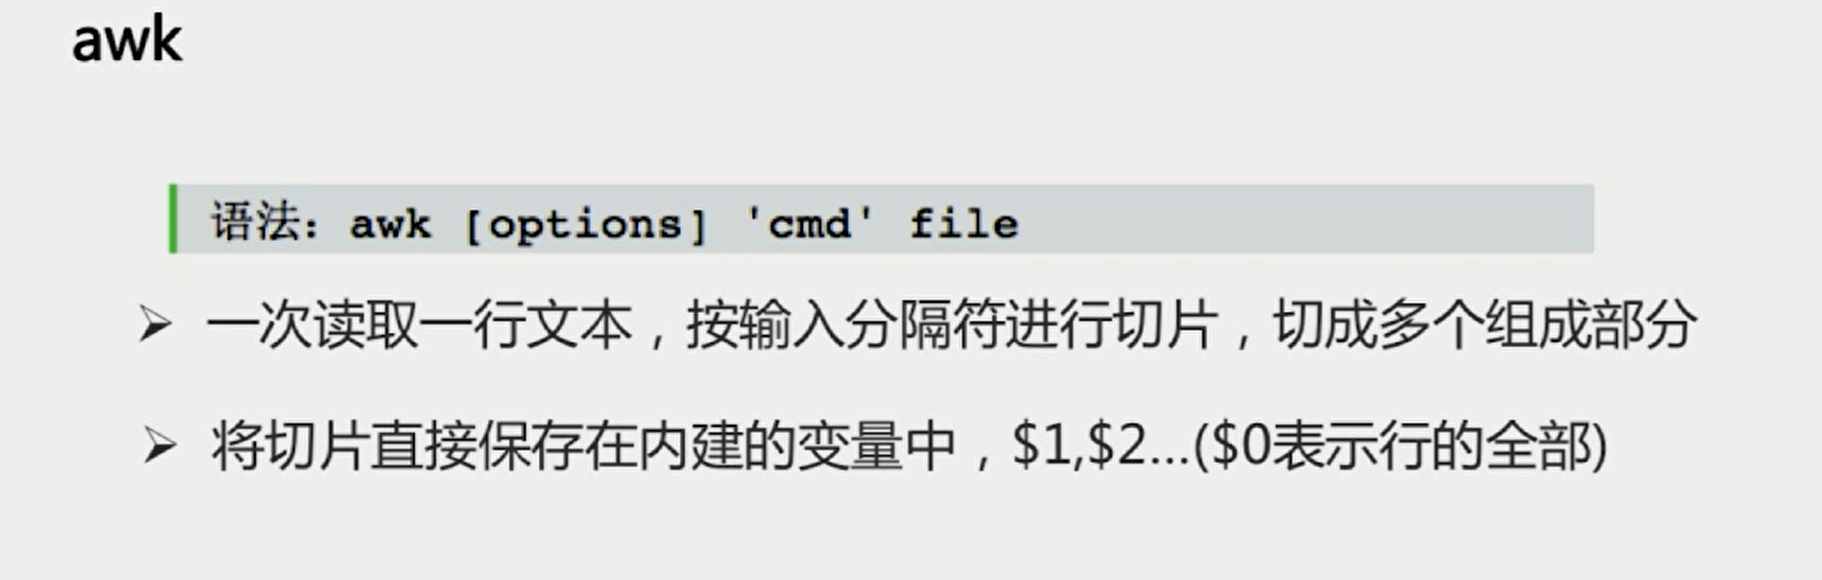 awk
语法：awk [options] 'cmd' file
➢ 一次读取一行文本，按输入分隔符进行切片，切成多个组成部分
➢ 将切片直接保存在内建的变量中，$1,$2...($0表示行的全部)